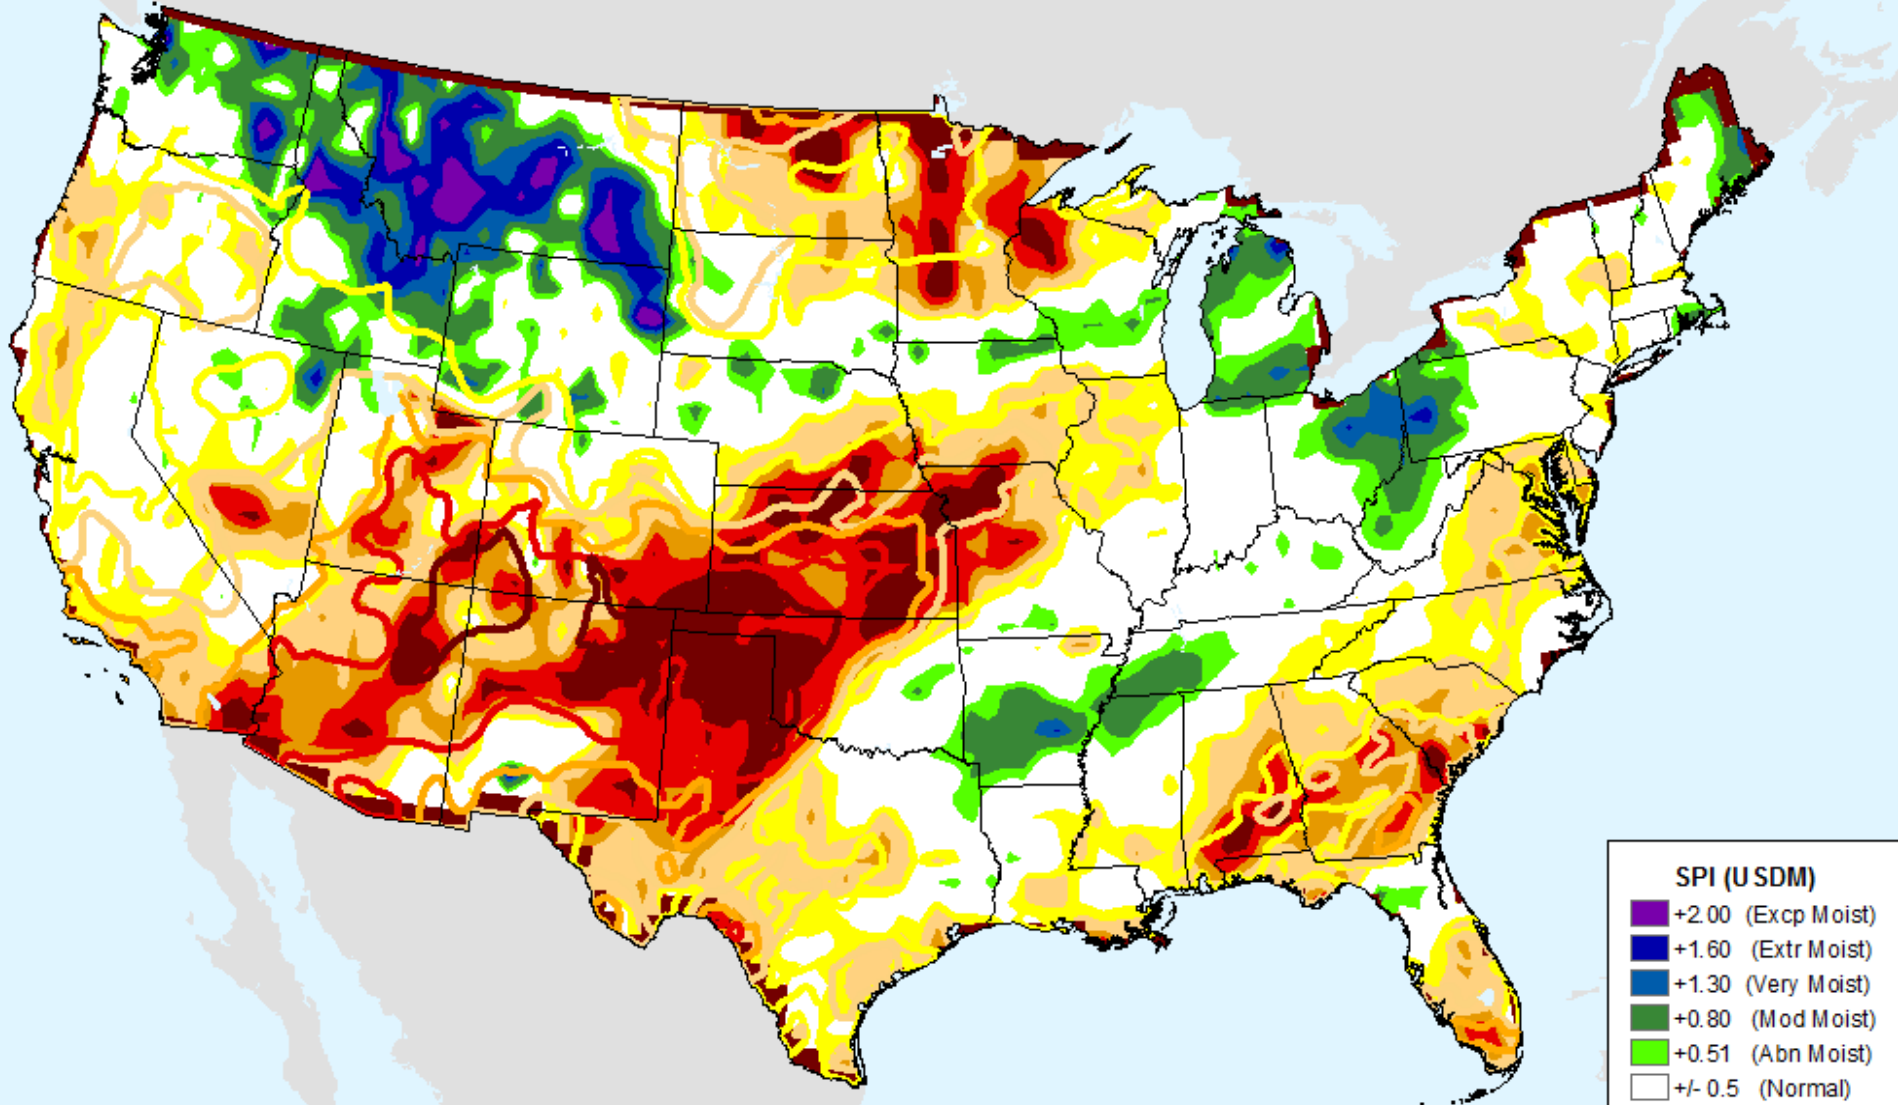 SPI (USDM)
+2.00 (Excp Moist)
+1.60 (Extr Moist)
+1.30 (Very Moist)
+0.80 (Mod Moist)
+0.51 (Abn Moist)
+/- 0.5 (Normal)